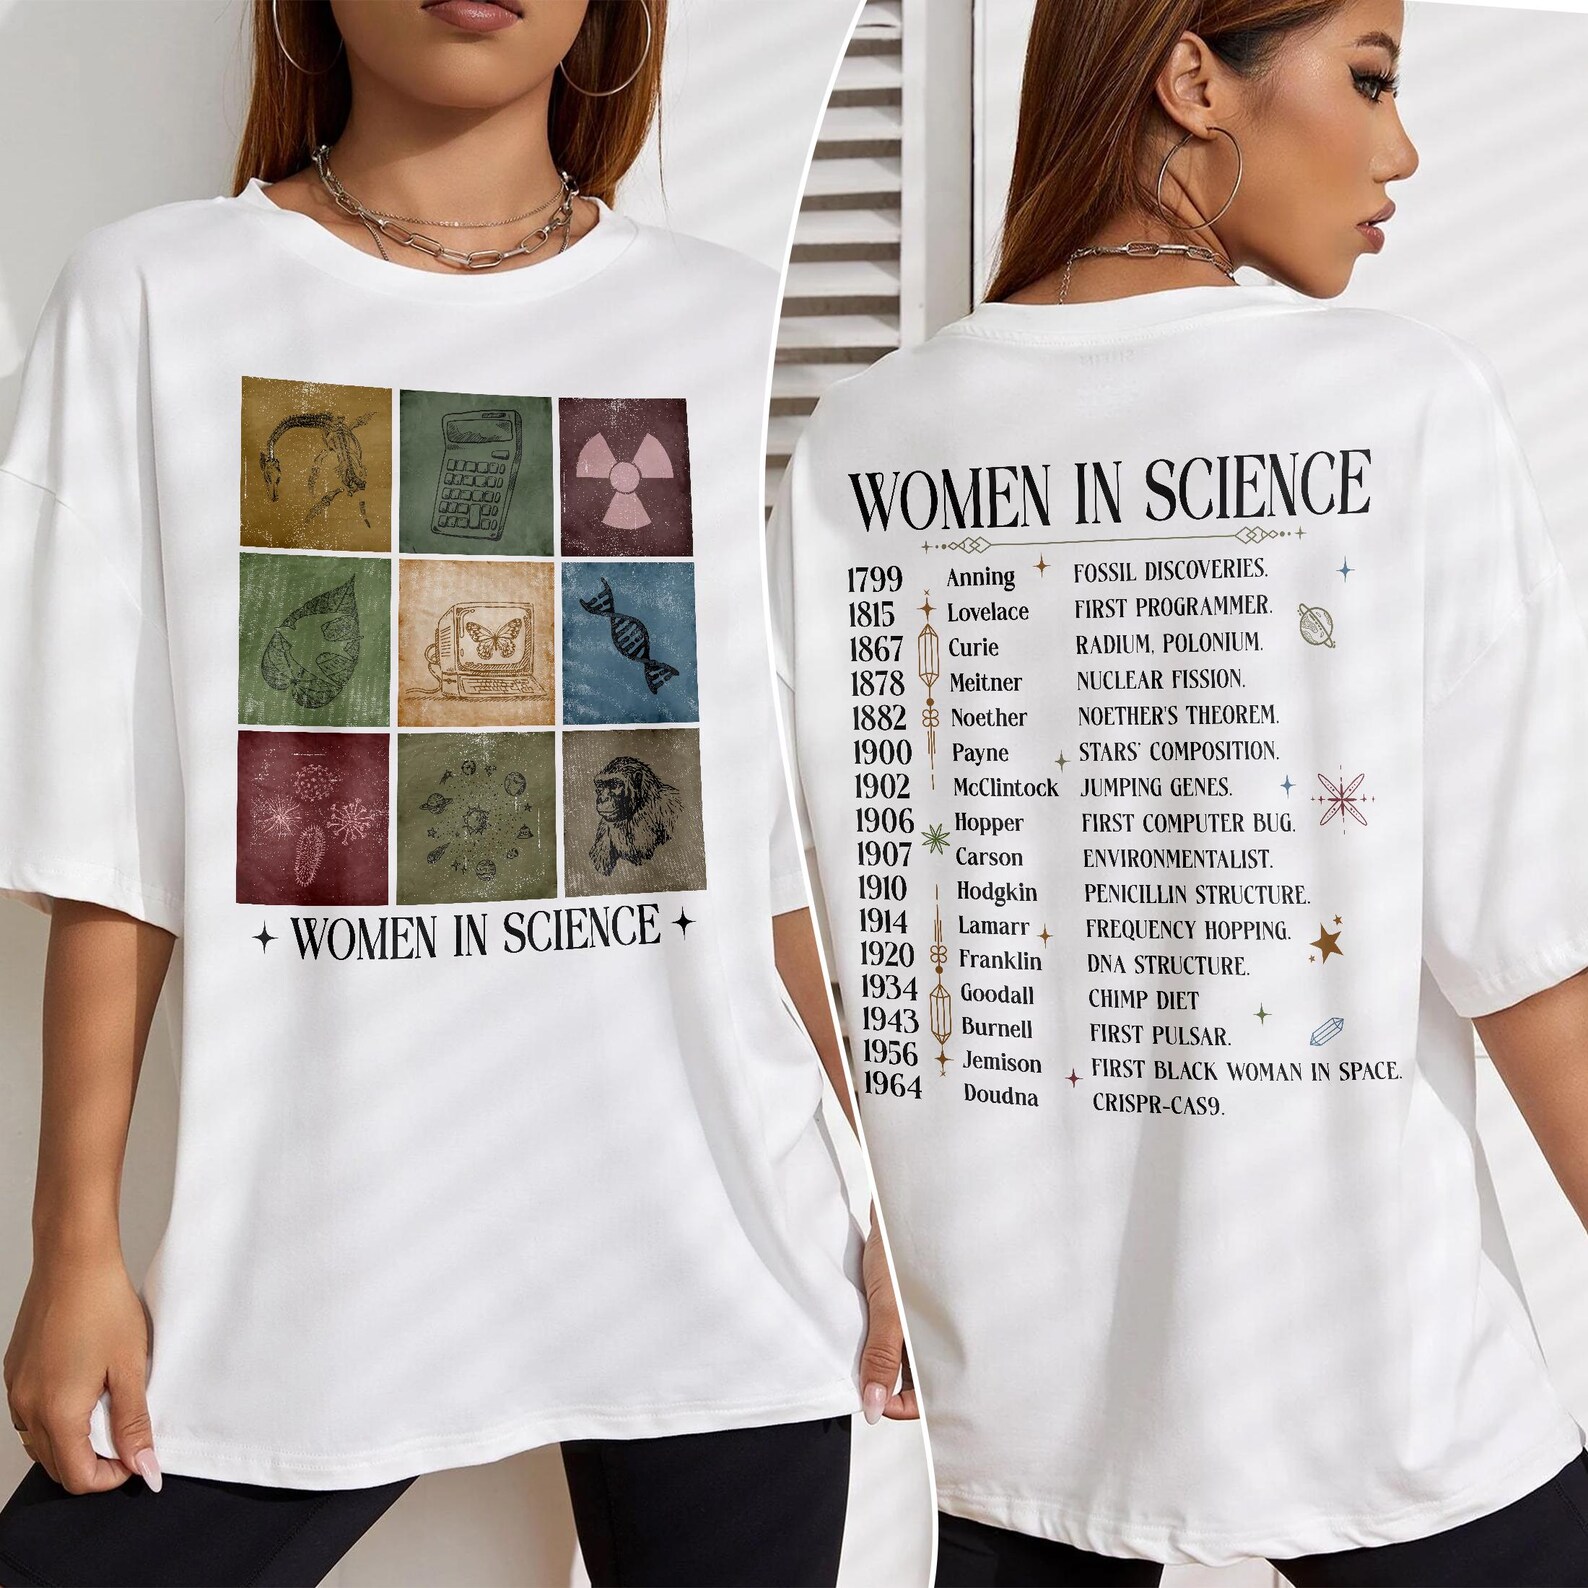 WOMEN IN SCIENCE
WOMEN IN SCIENCE
1799 Anning FOSSIL DISCOVERIES.
1815 Lovelace FIRST PROGRAMMER.
1867 Curie RADIUM, POLONIUM.
1878 Meitner NUCLEAR FISSION.
1882 Noether NOETHER'S THEOREM.
1900 Payne STARS' COMPOSITION.
1902 McClintock JUMPING GENES.
1906 Hopper FIRST COMPUTER BUG.
1907 Carson ENVIRONMENTALIST.
1910 Hodgkin PENICILLIN STRUCTURE.
1914 Lamarr FREQUENCY HOPPING.
1920 Franklin DNA STRUCTURE.
1934 Goodall CHIMP DIET
1943 Burnell FIRST PULSAR.
1956 Jemison FIRST BLACK WOMAN IN SPACE.
1964 Doudna CRISPR-CAS9.